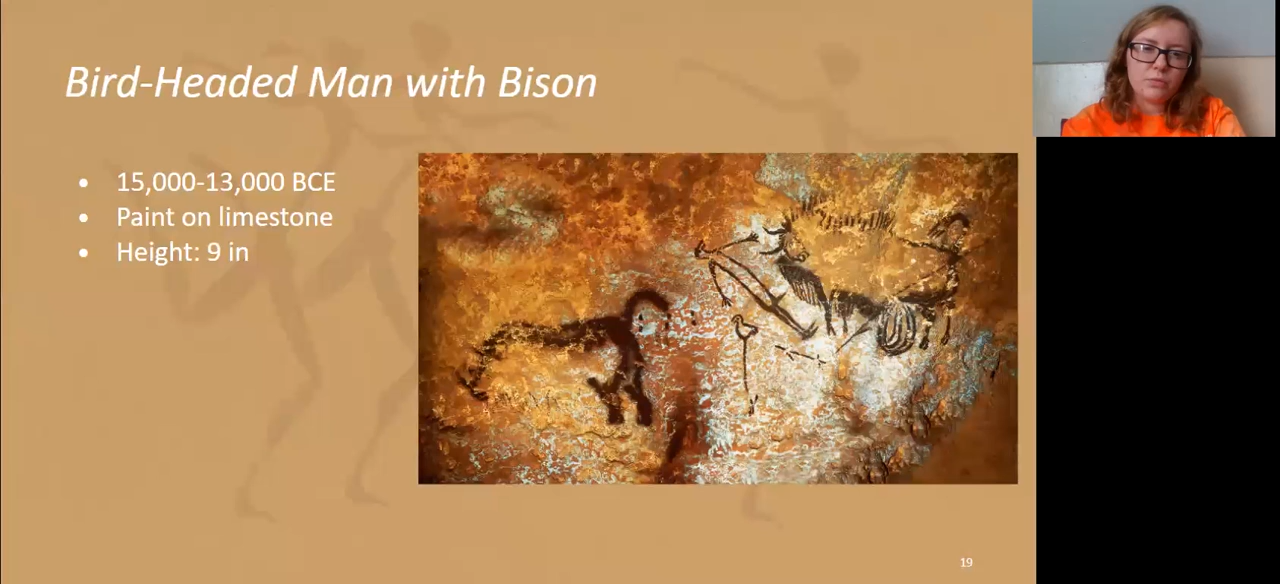 Bird-Headed Man with Bison
• 15,000-13,000 BCE
• Paint on limestone
• Height: 9 in
19